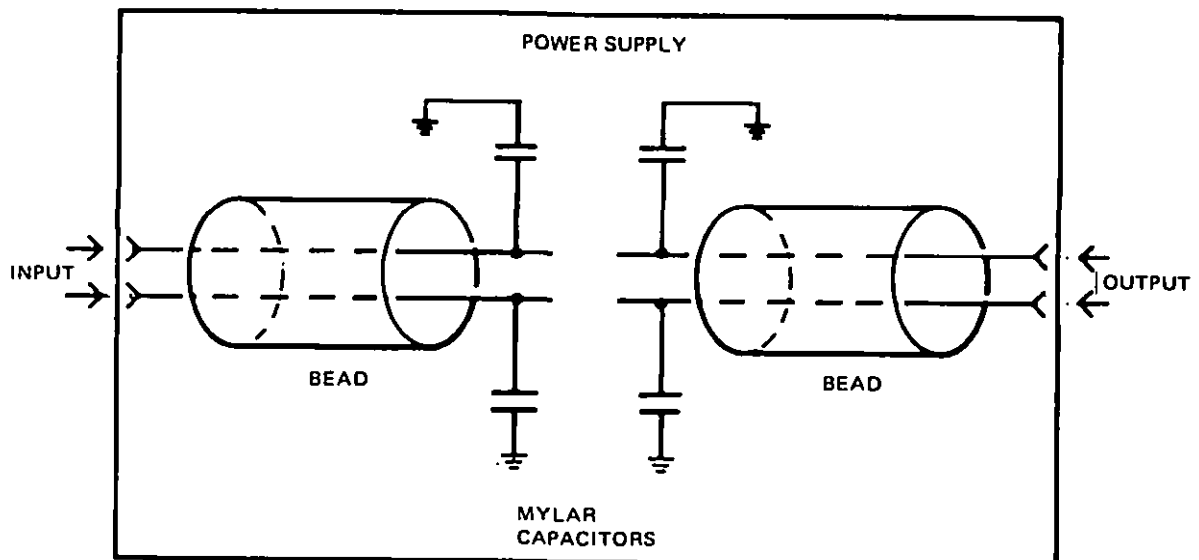 POWER SUPPLY
INPUT
OUTPUT
BEAD
BEAD
MYLAR
CAPACITORS